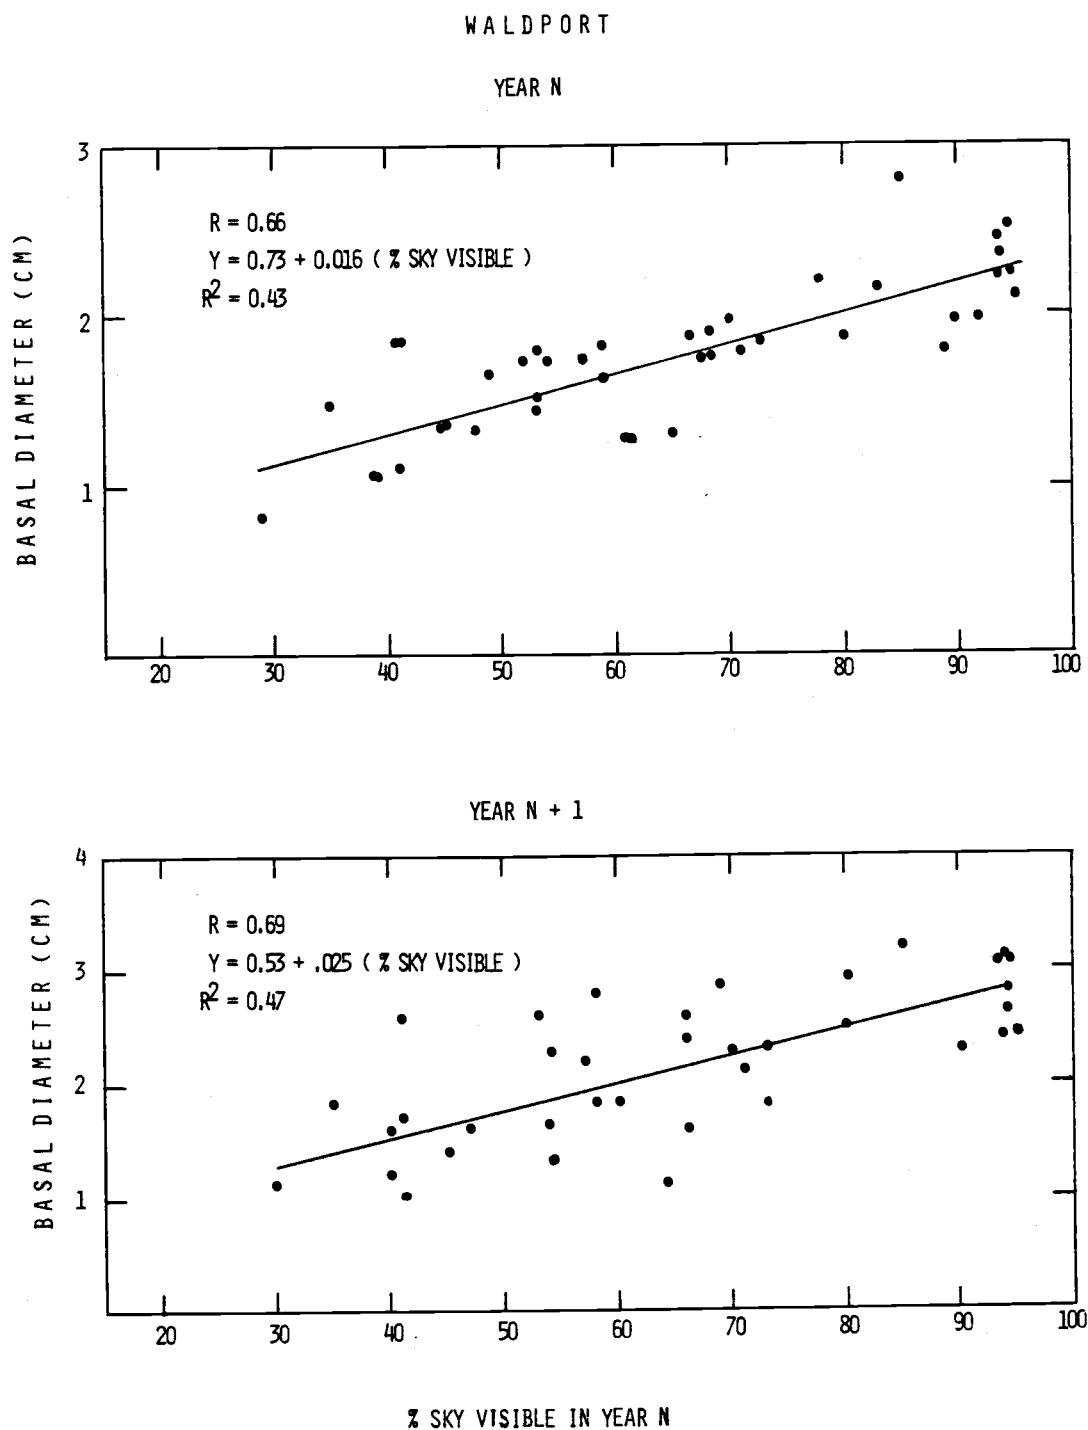 WALDPORT
YEAR N
BASAL DIAMETER (CM)
3
2
1
R = 0.66
Y = 0.73 + 0.016 ( % SKY VISIBLE )
R² = 0.43
20 30 40 50 60 70 80 90 100
YEAR N + 1
BASAL DIAMETER (CM)
4
3
2
1
R = 0.69
Y = 0.53 + .025 ( % SKY VISIBLE )
R² = 0.47
20 30 40 50 60 70 80 90 100
% SKY VISIBLE IN YEAR N